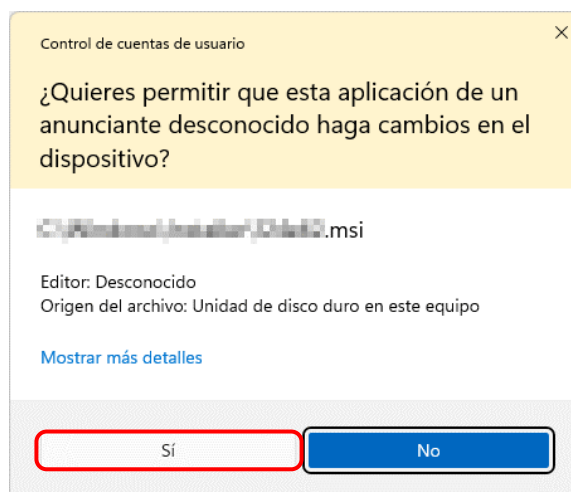 Control de cuentas de usuario
¿Quieres permitir que esta aplicación de un
anunciante desconocido haga cambios en el
dispositivo?
.msi
Editor: Desconocido
Origen del archivo: Unidad de disco duro en este equipo
Mostrar más detalles
Sí
No